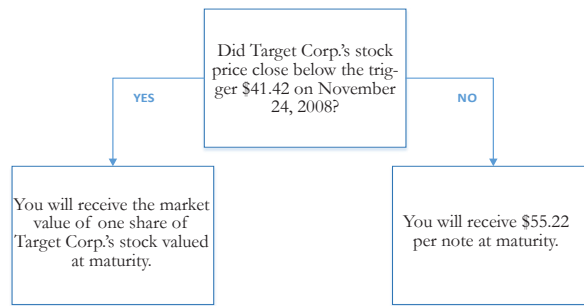 Did Target Corp.'s stock
price close below the trig-
ger $41.42 on November
24, 2008?
YES
NO
You will receive the market
value of one share of
Target Corp.'s stock valued
at maturity.
You will receive $55.22
per note at maturity.